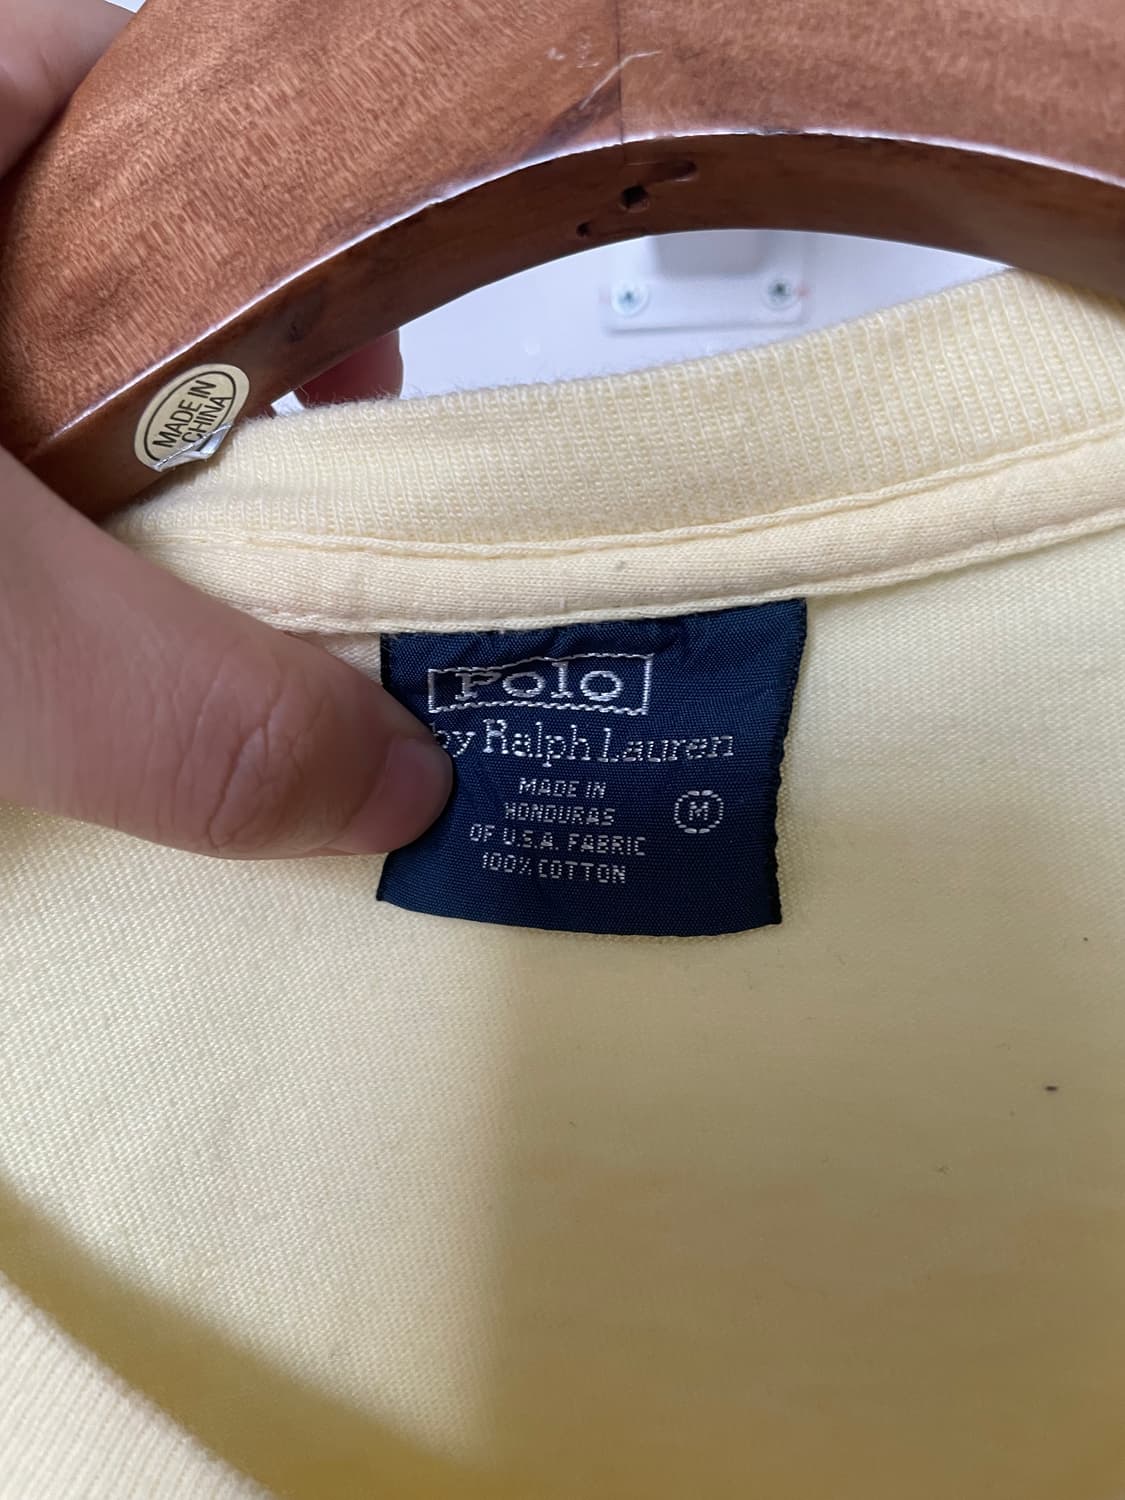 MADE IN
CHINA
Polo
by Ralph Lauren
MADE IN
HONDURAS
OF U.S.A. FABRIC
100% COTTON
M